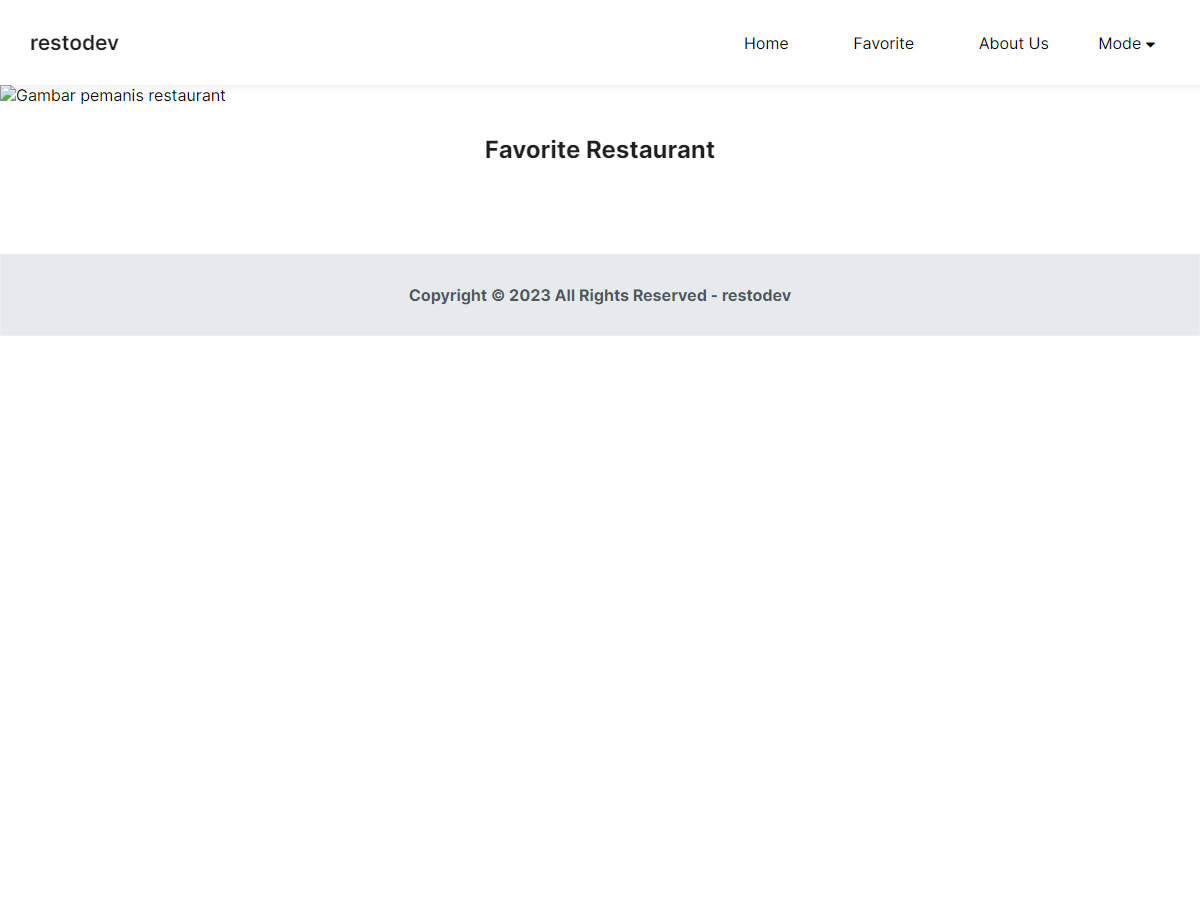 restodev
Home Favorite About Us Mode
Gambar pemanis restaurant
Favorite Restaurant
Copyright © 2023 All Rights Reserved - restodev